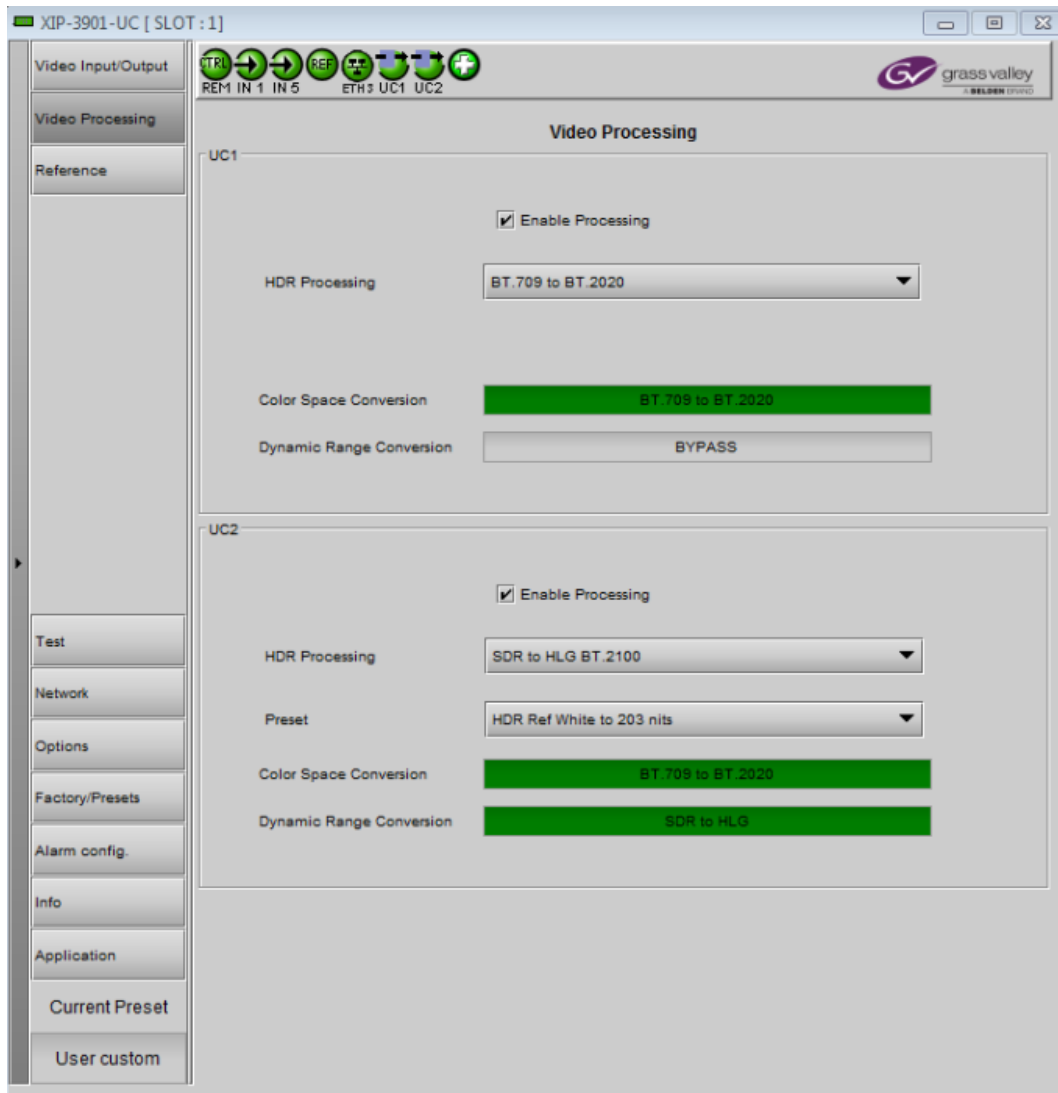 XIP-3901-UC [ SLOT : 1]
Video Input/Output
Video Processing
Reference
Test
Network
Options
Factory/Presets
Alarm config.
Info
Application
Current Preset
User custom
CTRL REF
REM IN 1 IN 5 ETH3 UC1 UC2
GV grass valley
A BELDEN BRAND
Video Processing
UC1
Enable Processing
HDR Processing BT.709 to BT.2020
Color Space Conversion BT.709 to BT.2020
Dynamic Range Conversion BYPASS
UC2
Enable Processing
HDR Processing SDR to HLG BT.2100
Preset HDR Ref White to 203 nits
Color Space Conversion BT.709 to BT.2020
Dynamic Range Conversion SDR to HLG